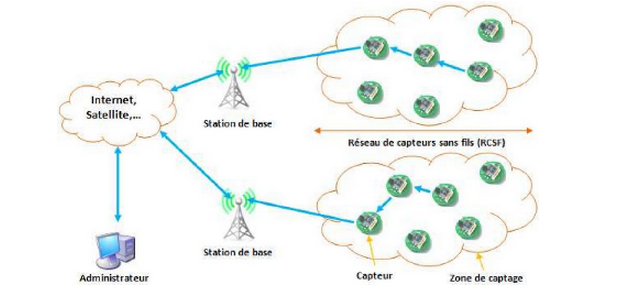 Internet,
Satellite,...
Station de base
Réseau de capteurs sans fils (RCSF)
Station de base
Administrateur
Capteur
Zone de captage